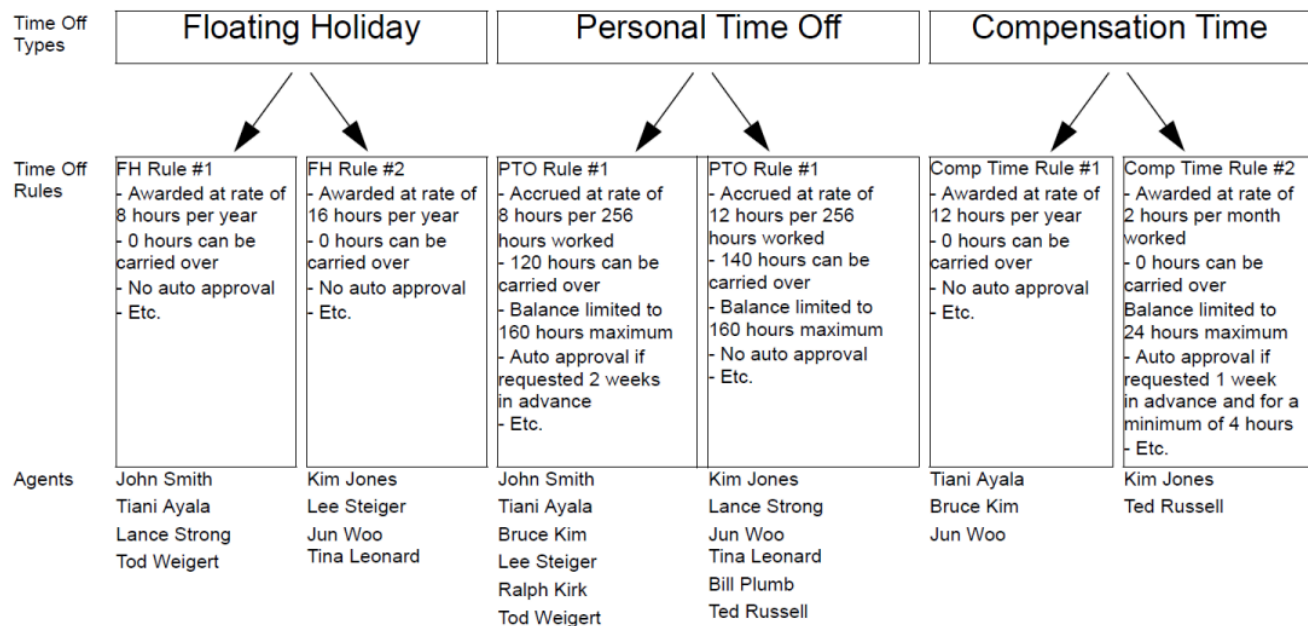 Time Off
Types
Floating Holiday
Personal Time Off
Compensation Time
Time Off
Rules
FH Rule #1
- Awarded at rate of
8 hours per year
- 0 hours can be
carried over
- No auto approval
- Etc.
FH Rule #2
- Awarded at rate of
16 hours per year
- 0 hours can be
carried over
- No auto approval
- Etc.
PTO Rule #1
- Accrued at rate of
8 hours per 256
hours worked
- 120 hours can be
carried over
- Balance limited to
160 hours maximum
- Auto approval if
requested 2 weeks
in advance
- Etc.
PTO Rule #1
- Accrued at rate of
12 hours per 256
hours worked
- 140 hours can be
carried over
- Balance limited to
160 hours maximum
- No auto approval
- Etc.
Comp Time Rule #1
- Awarded at rate of
12 hours per year
- 0 hours can be
carried over
- No auto approval
- Etc.
Comp Time Rule #2
- Awarded at rate of
2 hours per month
worked
- 0 hours can be
carried over
Balance limited to
24 hours maximum
- Auto approval if
requested 1 week
in advance and for a
minimum of 4 hours
- Etc.
Agents
John Smith
Tiani Ayala
Lance Strong
Tod Weigert
Kim Jones
Lee Steiger
Jun Woo
Tina Leonard
John Smith
Tiani Ayala
Bruce Kim
Lee Steiger
Ralph Kirk
Tod Weigert
Kim Jones
Lance Strong
Jun Woo
Tina Leonard
Bill Plumb
Ted Russell
Tiani Ayala
Bruce Kim
Jun Woo
Kim Jones
Ted Russell